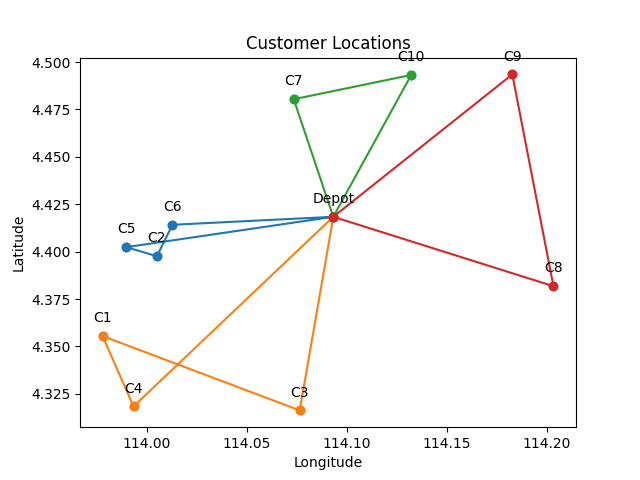 Customer Locations
C10
C9
4.500
C7
4.475
4.450
4.425
Depot
C6
C5
C2
4.400
C8
4.375
C1
4.350
C4
C3
4.325
114.00
114.05
114.10
114.15
114.20
Longitude
Latitude